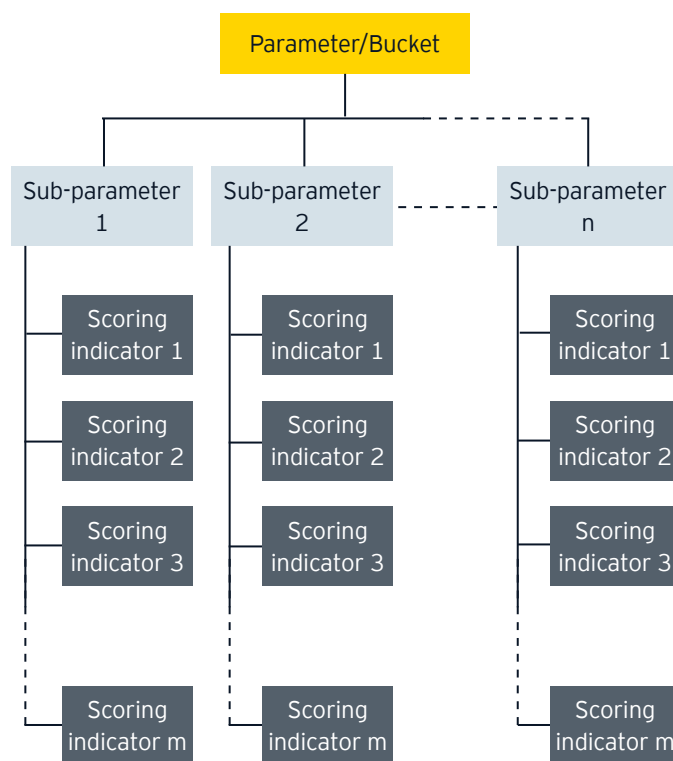 Parameter/Bucket
Sub-parameter
1
Sub-parameter
2
Sub-parameter
n
Scoring
indicator 1
Scoring
indicator 1
Scoring
indicator 1
Scoring
indicator 2
Scoring
indicator 2
Scoring
indicator 2
Scoring
indicator 3
Scoring
indicator 3
Scoring
indicator 3
Scoring
indicator m
Scoring
indicator m
Scoring
indicator m